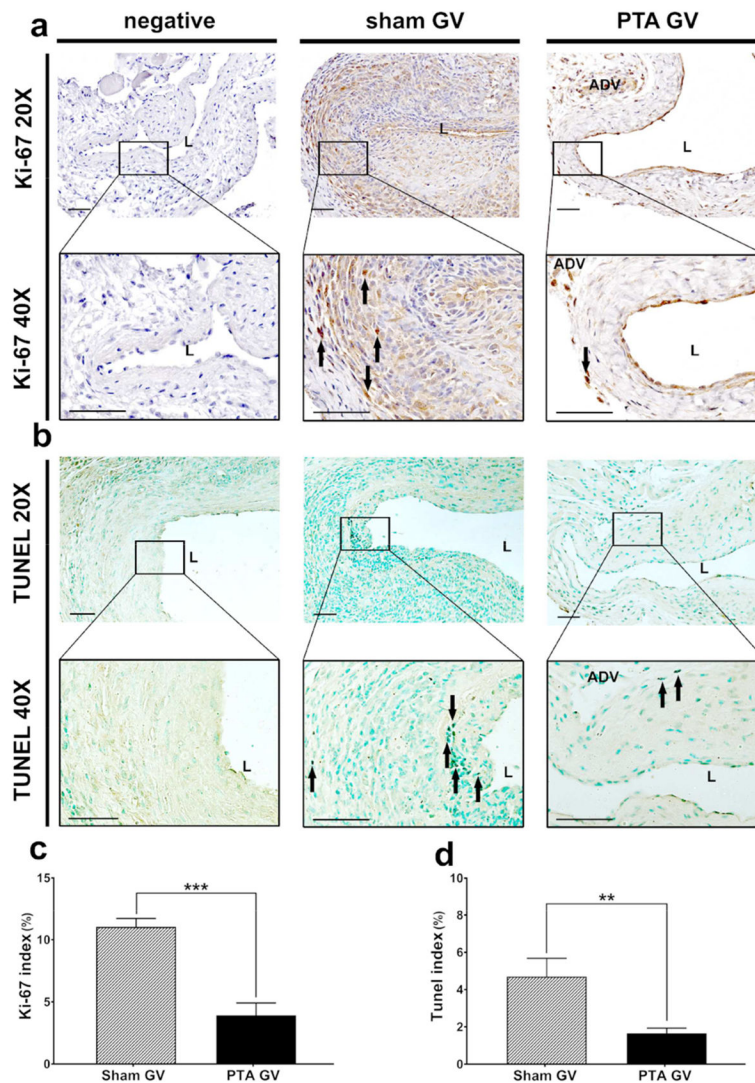 negative
sham GV
PTA GV
a
Ki-67 20X
L
L
ADV
L
Ki-67 40X
L
ADV
L
b
TUNEL 20X
L
L
L
TUNEL 40X
L
L
ADV
L
c
d
15
10
5
0
Ki-67 index (%)
***
Sham GV
PTA GV
10
8
6
4
2
0
Tunel index (%)
**
Sham GV
PTA GV